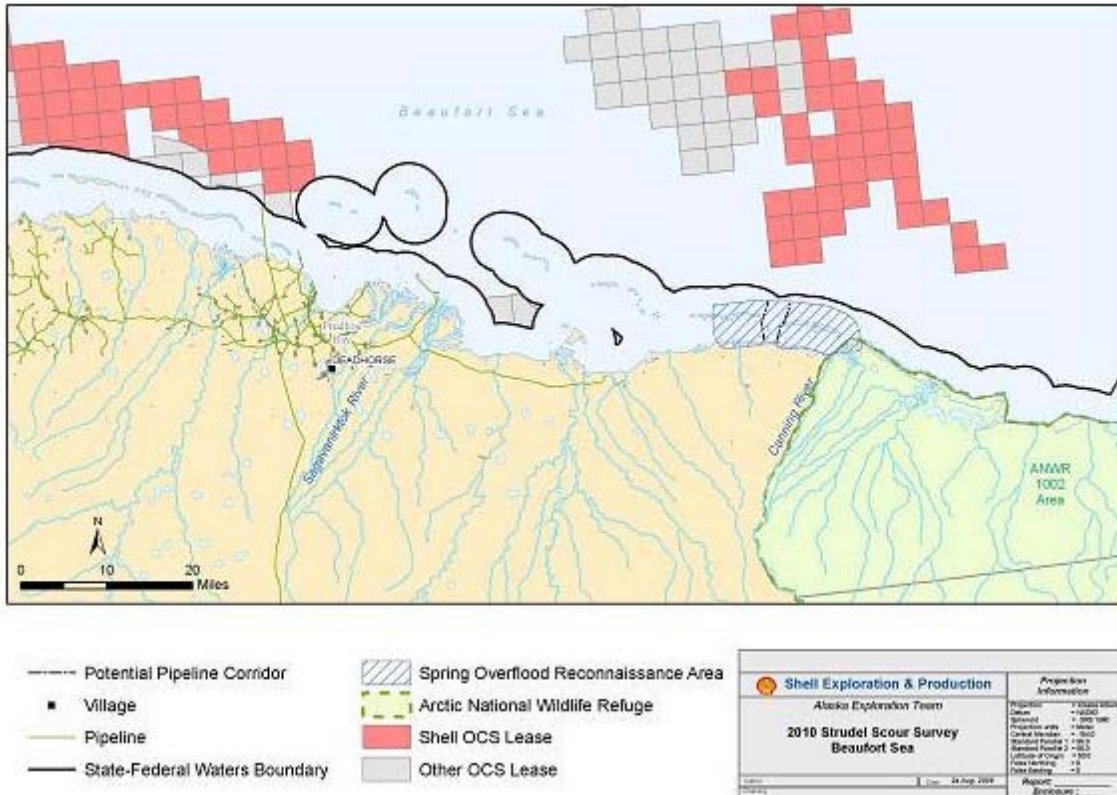 Beaufort Sea
Prudhoe
Bay
DEADHORSE
Sagavanirktok River
Canning River
ANWR
1002
Area
N
0 10 20
Miles
Potential Pipeline Corridor
Village
Pipeline
State-Federal Waters Boundary
Spring Overflood Reconnaissance Area
Arctic National Wildlife Refuge
Shell OCS Lease
Other OCS Lease
Shell Exploration & Production
Alaska Exploration Team
2010 Strudel Scour Survey
Beaufort Sea
Projection
Information
Report:
Enclosure :